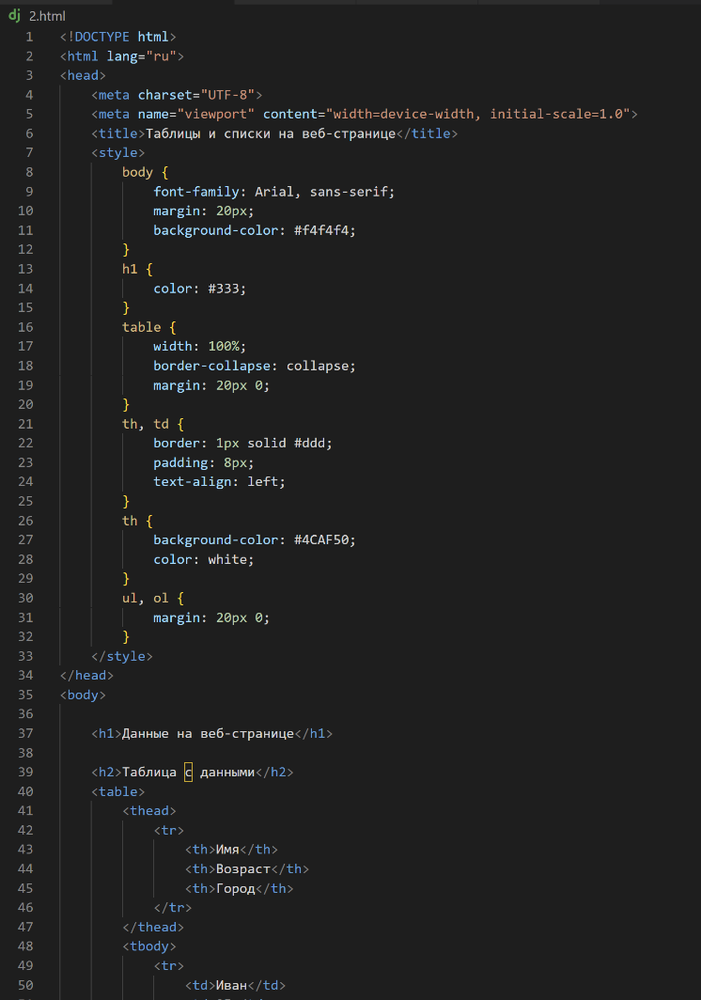 dj 2.html
1 <!DOCTYPE html>
2 <html lang="ru">
3 <head>
4 <meta charset="UTF-8">
5 <meta name="viewport" content="width=device-width, initial-scale=1.0">
6 <title>Таблицы и списки на веб-странице</title>
7 <style>
8 body {
9 font-family: Arial, sans-serif;
10 margin: 20px;
11 background-color: #f4f4f4;
12 }
13 h1 {
14 color: #333;
15 }
16 table {
17 width: 100%;
18 border-collapse: collapse;
19 margin: 20px 0;
20 }
21 th, td {
22 border: 1px solid #ddd;
23 padding: 8px;
24 text-align: left;
25 }
26 th {
27 background-color: #4CAF50;
28 color: white;
29 }
30 ul, ol {
31 margin: 20px 0;
32 }
33 </style>
34 </head>
35 <body>
36
37 <h1>Данные на веб-странице</h1>
38
39 <h2>Таблица с данными</h2>
40 <table>
41 <thead>
42 <tr>
43 <th>Имя</th>
44 <th>Возраст</th>
45 <th>Город</th>
46 </tr>
47 </thead>
48 <tbody>
49 <tr>
50 <td>Иван</td>